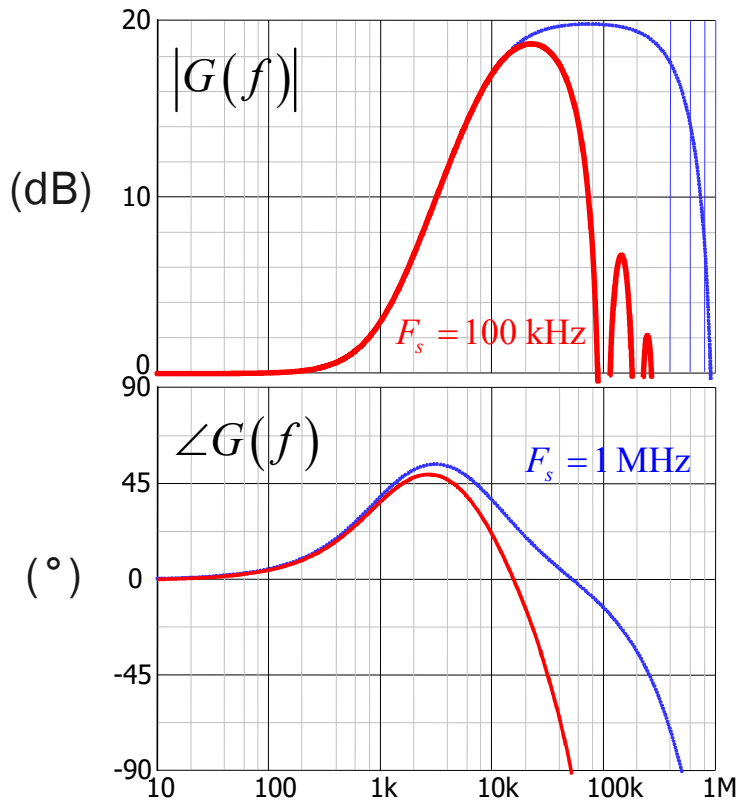 20
|G(f)|
(dB)
10
F_s = 100 kHz
0
90
∠G(f)
F_s = 1 MHz
45
(°)
0
-45
-90
10 100 1k 10k 100k 1M